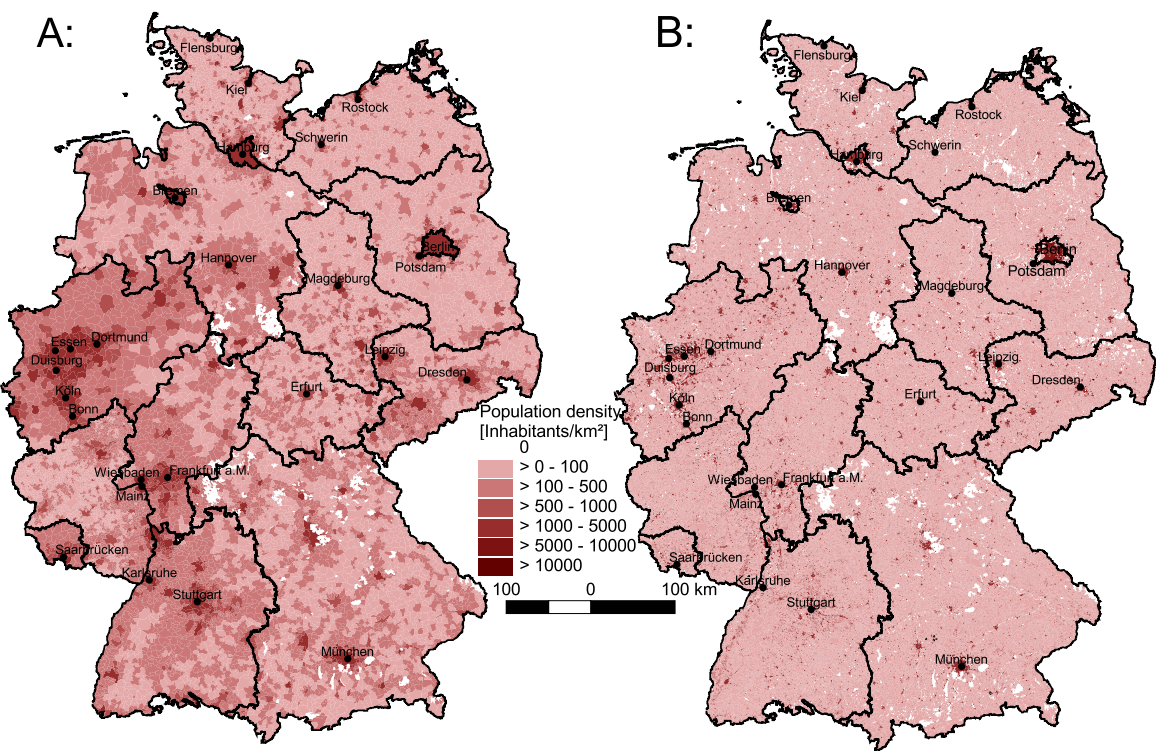 A:
B:
Flensburg
Kiel
Rostock
Schwerin
Hamburg
Bremen
Berlin
Potsdam
Hannover
Magdeburg
Essen
Dortmund
Duisburg
Leipzig
Dresden
Köln
Bonn
Erfurt
Wiesbaden
Frankfurt a.M.
Mainz
Saarbrücken
Karlsruhe
Stuttgart
München
Population density
[Inhabitants/km²]
0
> 0 - 100
> 100 - 500
> 500 - 1000
> 1000 - 5000
> 5000 - 10000
> 10000
100 0 100 km
Flensburg
Kiel
Rostock
Schwerin
Hamburg
Bremen
Berlin
Potsdam
Hannover
Magdeburg
Essen
Dortmund
Duisburg
Leipzig
Dresden
Köln
Bonn
Erfurt
Wiesbaden
Frankfurt a.M.
Mainz
Saarbrücken
Karlsruhe
Stuttgart
München